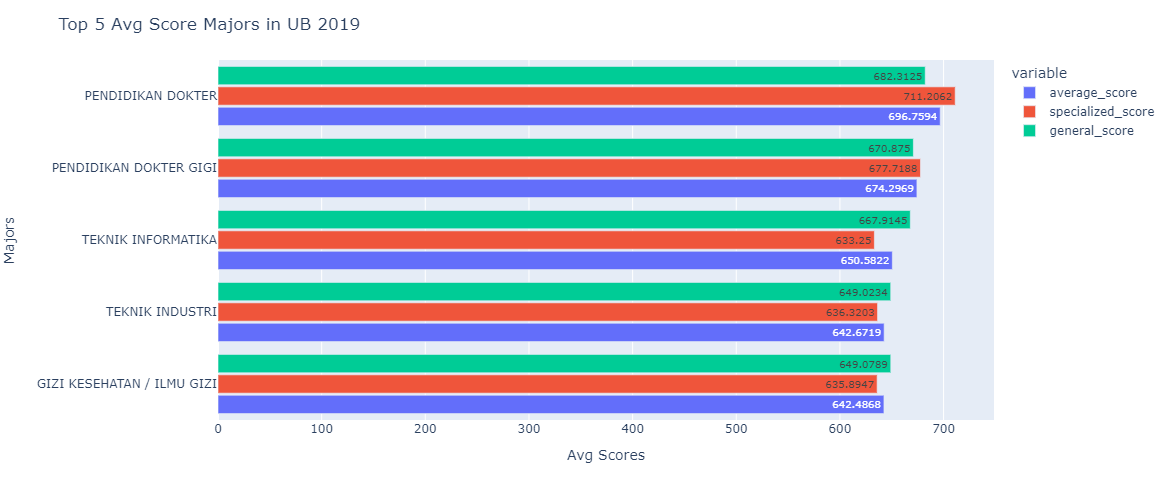 Top 5 Avg Score Majors in UB 2019
variable
average_score
specialized_score
general_score
Majors
PENDIDIKAN DOKTER
682.3125
711.2062
696.7594
PENDIDIKAN DOKTER GIGI
670.875
677.7188
674.2969
TEKNIK INFORMATIKA
667.9145
633.25
650.5822
TEKNIK INDUSTRI
649.0234
636.3203
642.6719
GIZI KESEHATAN / ILMU GIZI
649.0789
635.8947
642.4868
0 100 200 300 400 500 600 700
Avg Scores